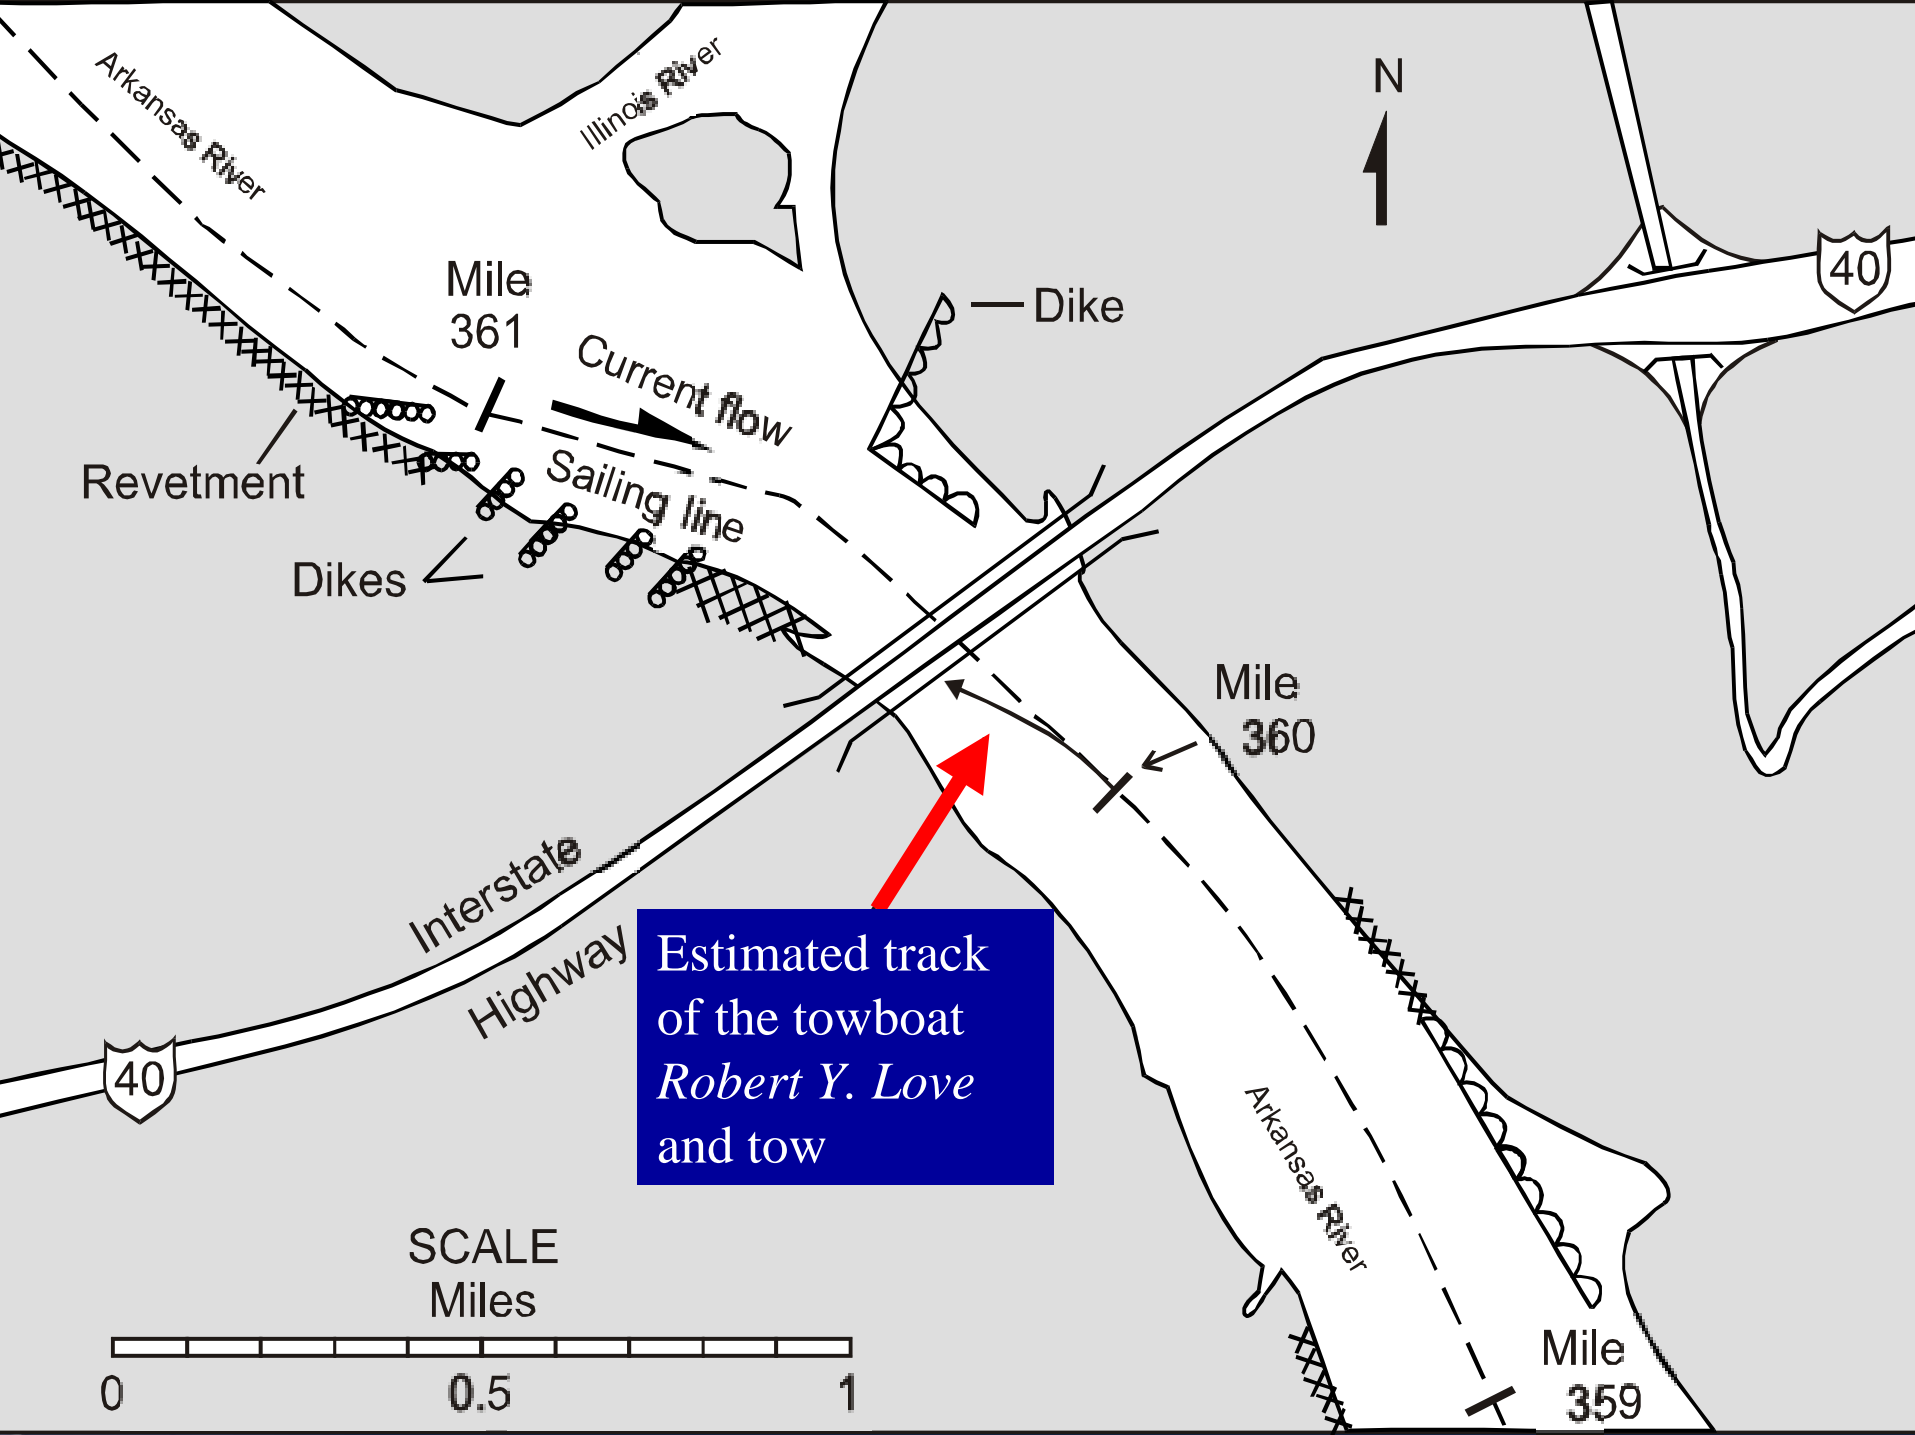 Arkansas River
Illinois River
N
40
Mile
361
Dike
Current flow
Sailing line
Revetment
Dikes
Mile
360
Interstate
Highway
Estimated track
of the towboat
Robert Y. Love
and tow
40
Arkansas River
SCALE
Miles
0 0.5 1
Mile
359